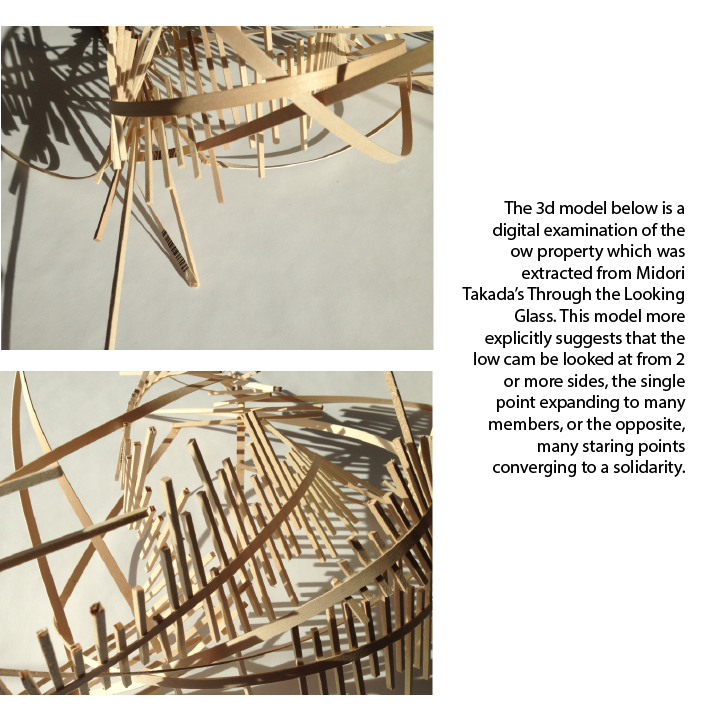 The 3d model below is a
digital examination of the
ow property which was
extracted from Midori
Takada’s Through the Looking
Glass. This model more
explicitly suggests that the
low cam be looked at from 2
or more sides, the single
point expanding to many
members, or the opposite,
many staring points
converging to a solidarity.